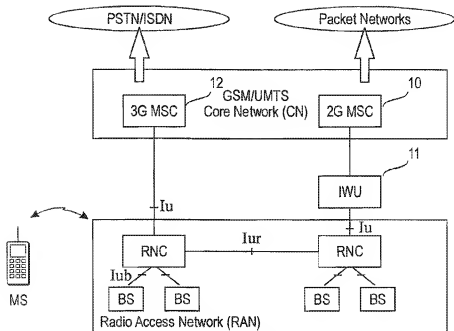 PSTN/ISDN
Packet Networks
12
10
GSM/UMTS
Core Network (CN)
3G MSC
2G MSC
11
IWU
Iu
Iu
RNC
Iur
RNC
Iub
MS
BS
BS
BS
BS
Radio Access Network (RAN)